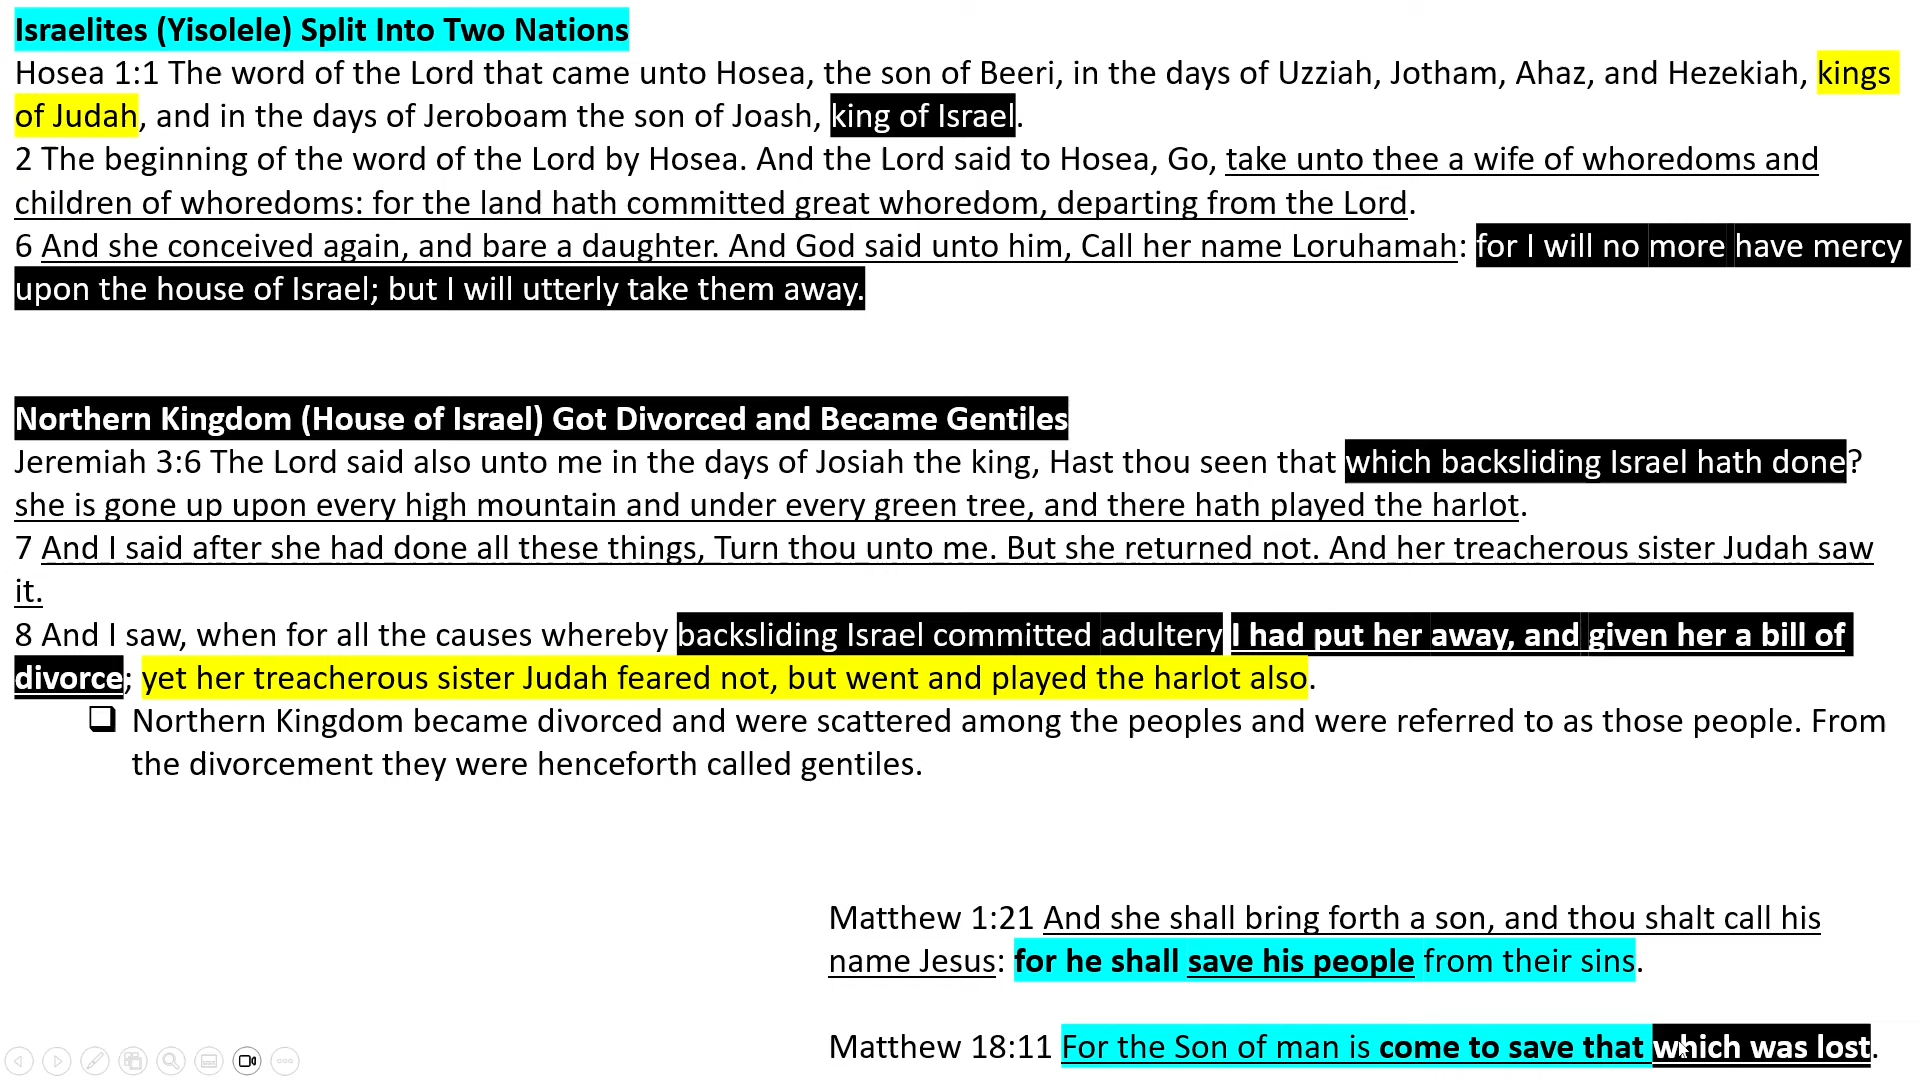 Israelites (Yisolele) Split Into Two Nations
Hosea 1:1 The word of the Lord that came unto Hosea, the son of Beeri, in the days of Uzziah, Jotham, Ahaz, and Hezekiah, kings
of Judah, and in the days of Jeroboam the son of Joash, king of Israel.
2 The beginning of the word of the Lord by Hosea. And the Lord said to Hosea, Go, take unto thee a wife of whoredoms and
children of whoredoms: for the land hath committed great whoredom, departing from the Lord.
6 And she conceived again, and bare a daughter. And God said unto him, Call her name Loruhamah: for I will no more have mercy
upon the house of Israel; but I will utterly take them away.
Northern Kingdom (House of Israel) Got Divorced and Became Gentiles
Jeremiah 3:6 The Lord said also unto me in the days of Josiah the king, Hast thou seen that which backsliding Israel hath done?
she is gone up upon every high mountain and under every green tree, and there hath played the harlot.
7 And I said after she had done all these things, Turn thou unto me. But she returned not. And her treacherous sister Judah saw
it.
8 And I saw, when for all the causes whereby backsliding Israel committed adultery I had put her away, and given her a bill of
divorce; yet her treacherous sister Judah feared not, but went and played the harlot also.
Northern Kingdom became divorced and were scattered among the peoples and were referred to as those people. From
the divorcement they were henceforth called gentiles.
Matthew 1:21 And she shall bring forth a son, and thou shalt call his
name Jesus: for he shall save his people from their sins.
Matthew 18:11 For the Son of man is come to save that which was lost.